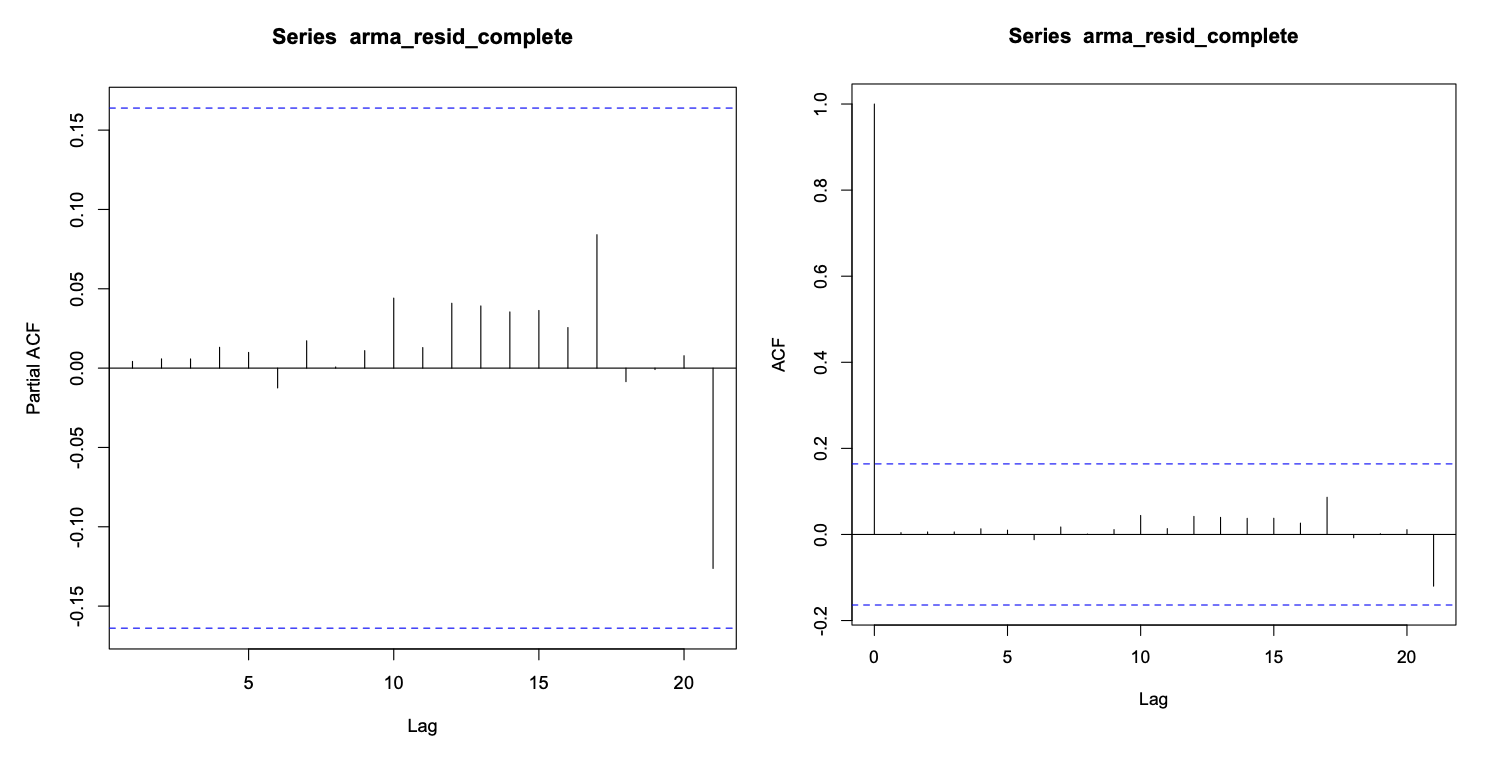 Series arma_resid_complete
Partial ACF
0.15
0.10
0.05
0.00
-0.05
-0.10
-0.15
5 10 15 20
Lag
Series arma_resid_complete
ACF
1.0
0.8
0.6
0.4
0.2
0.0
-0.2
0 5 10 15 20
Lag